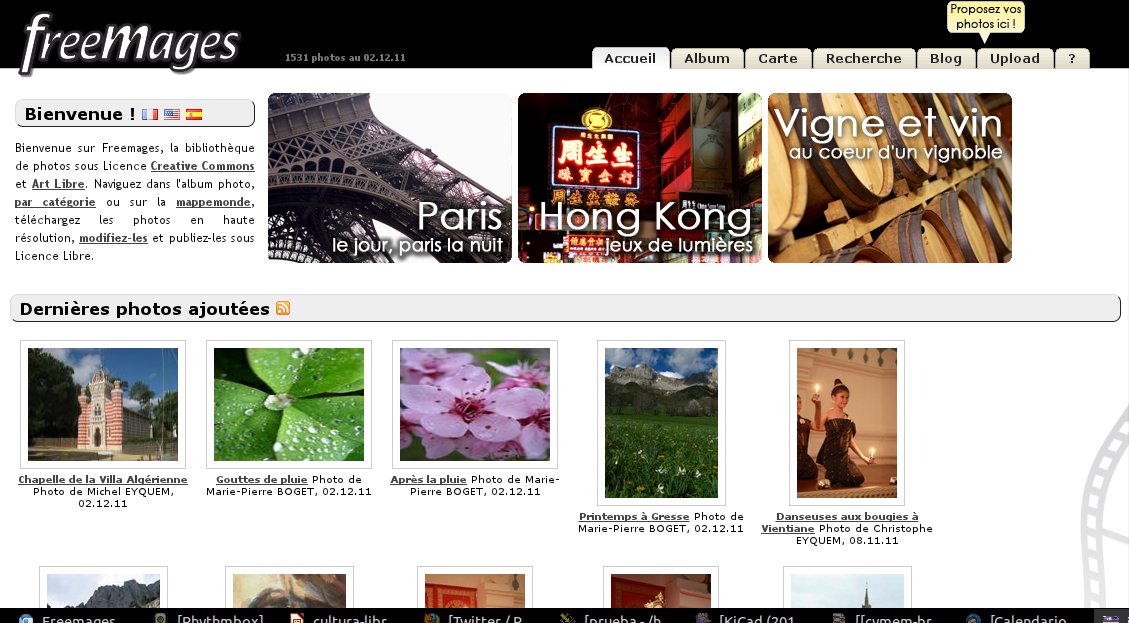 Proposez vos
photos ici !
freemages
1531 photos au 02.12.11
Accueil
Album
Carte
Recherche
Blog
Upload
?
Bienvenue !
Bienvenue sur Freemages, la bibliothèque
de photos sous Licence Creative Commons
et Art Libre. Naviguez dans l'album photo,
par catégorie ou sur la mappemonde,
téléchargez les photos en haute
résolution, modifiez-les et publiez-les sous
Licence Libre.
Paris
le jour, paris la nuit
周生生
珠寶金行
Hong Kong
jeux de lumières
Vigne et vin
au coeur d'un vignoble
Dernières photos ajoutées
Chapelle de la Villa Algérienne
Photo de Michel EYQUEM,
02.12.11
Gouttes de pluie Photo de
Marie-Pierre BOGET, 02.12.11
Après la pluie Photo de Marie-
Pierre BOGET, 02.12.11
Printemps à Gresse Photo de
Marie-Pierre BOGET, 02.12.11
Danseuses aux bougies à
Vientiane Photo de Christophe
EYQUEM, 08.11.11
Freemages
[Rhythmbox]
cultura-libr
[Twitter / P
[prueba - /h
[KiCad (201
[[cvmem-br
[Calendario